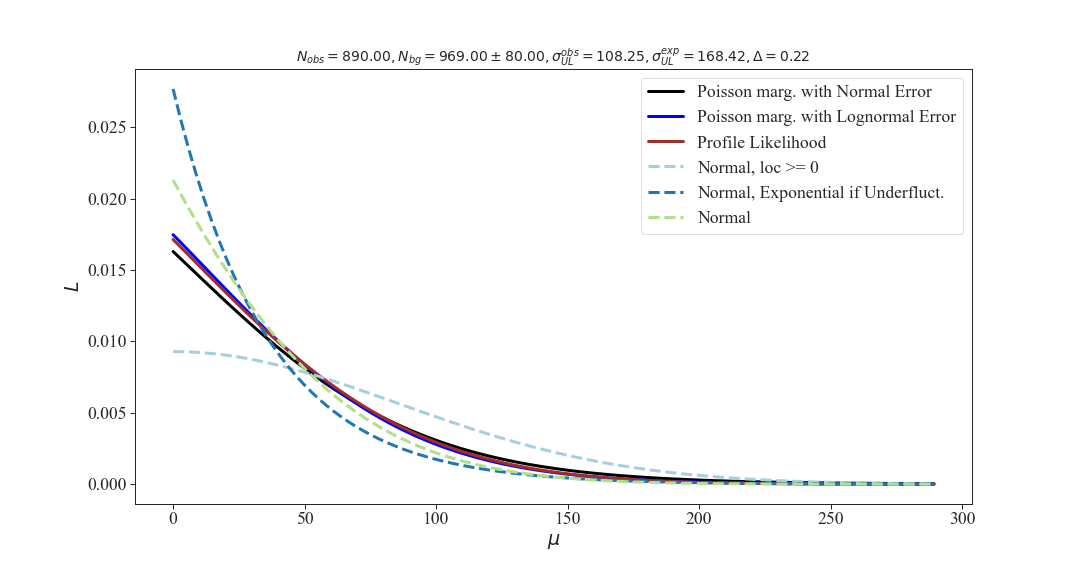 N_obs = 890.00, N_bg = 969.00 ± 80.00, σ_UL^obs = 108.25, σ_UL^exp = 168.42, Δ = 0.22
Poisson marg. with Normal Error
Poisson marg. with Lognormal Error
Profile Likelihood
Normal, loc >= 0
Normal, Exponential if Underfluct.
Normal
0.025
0.020
0.015
0.010
0.005
0.000
L
0 50 100 150 200 250 300
μ